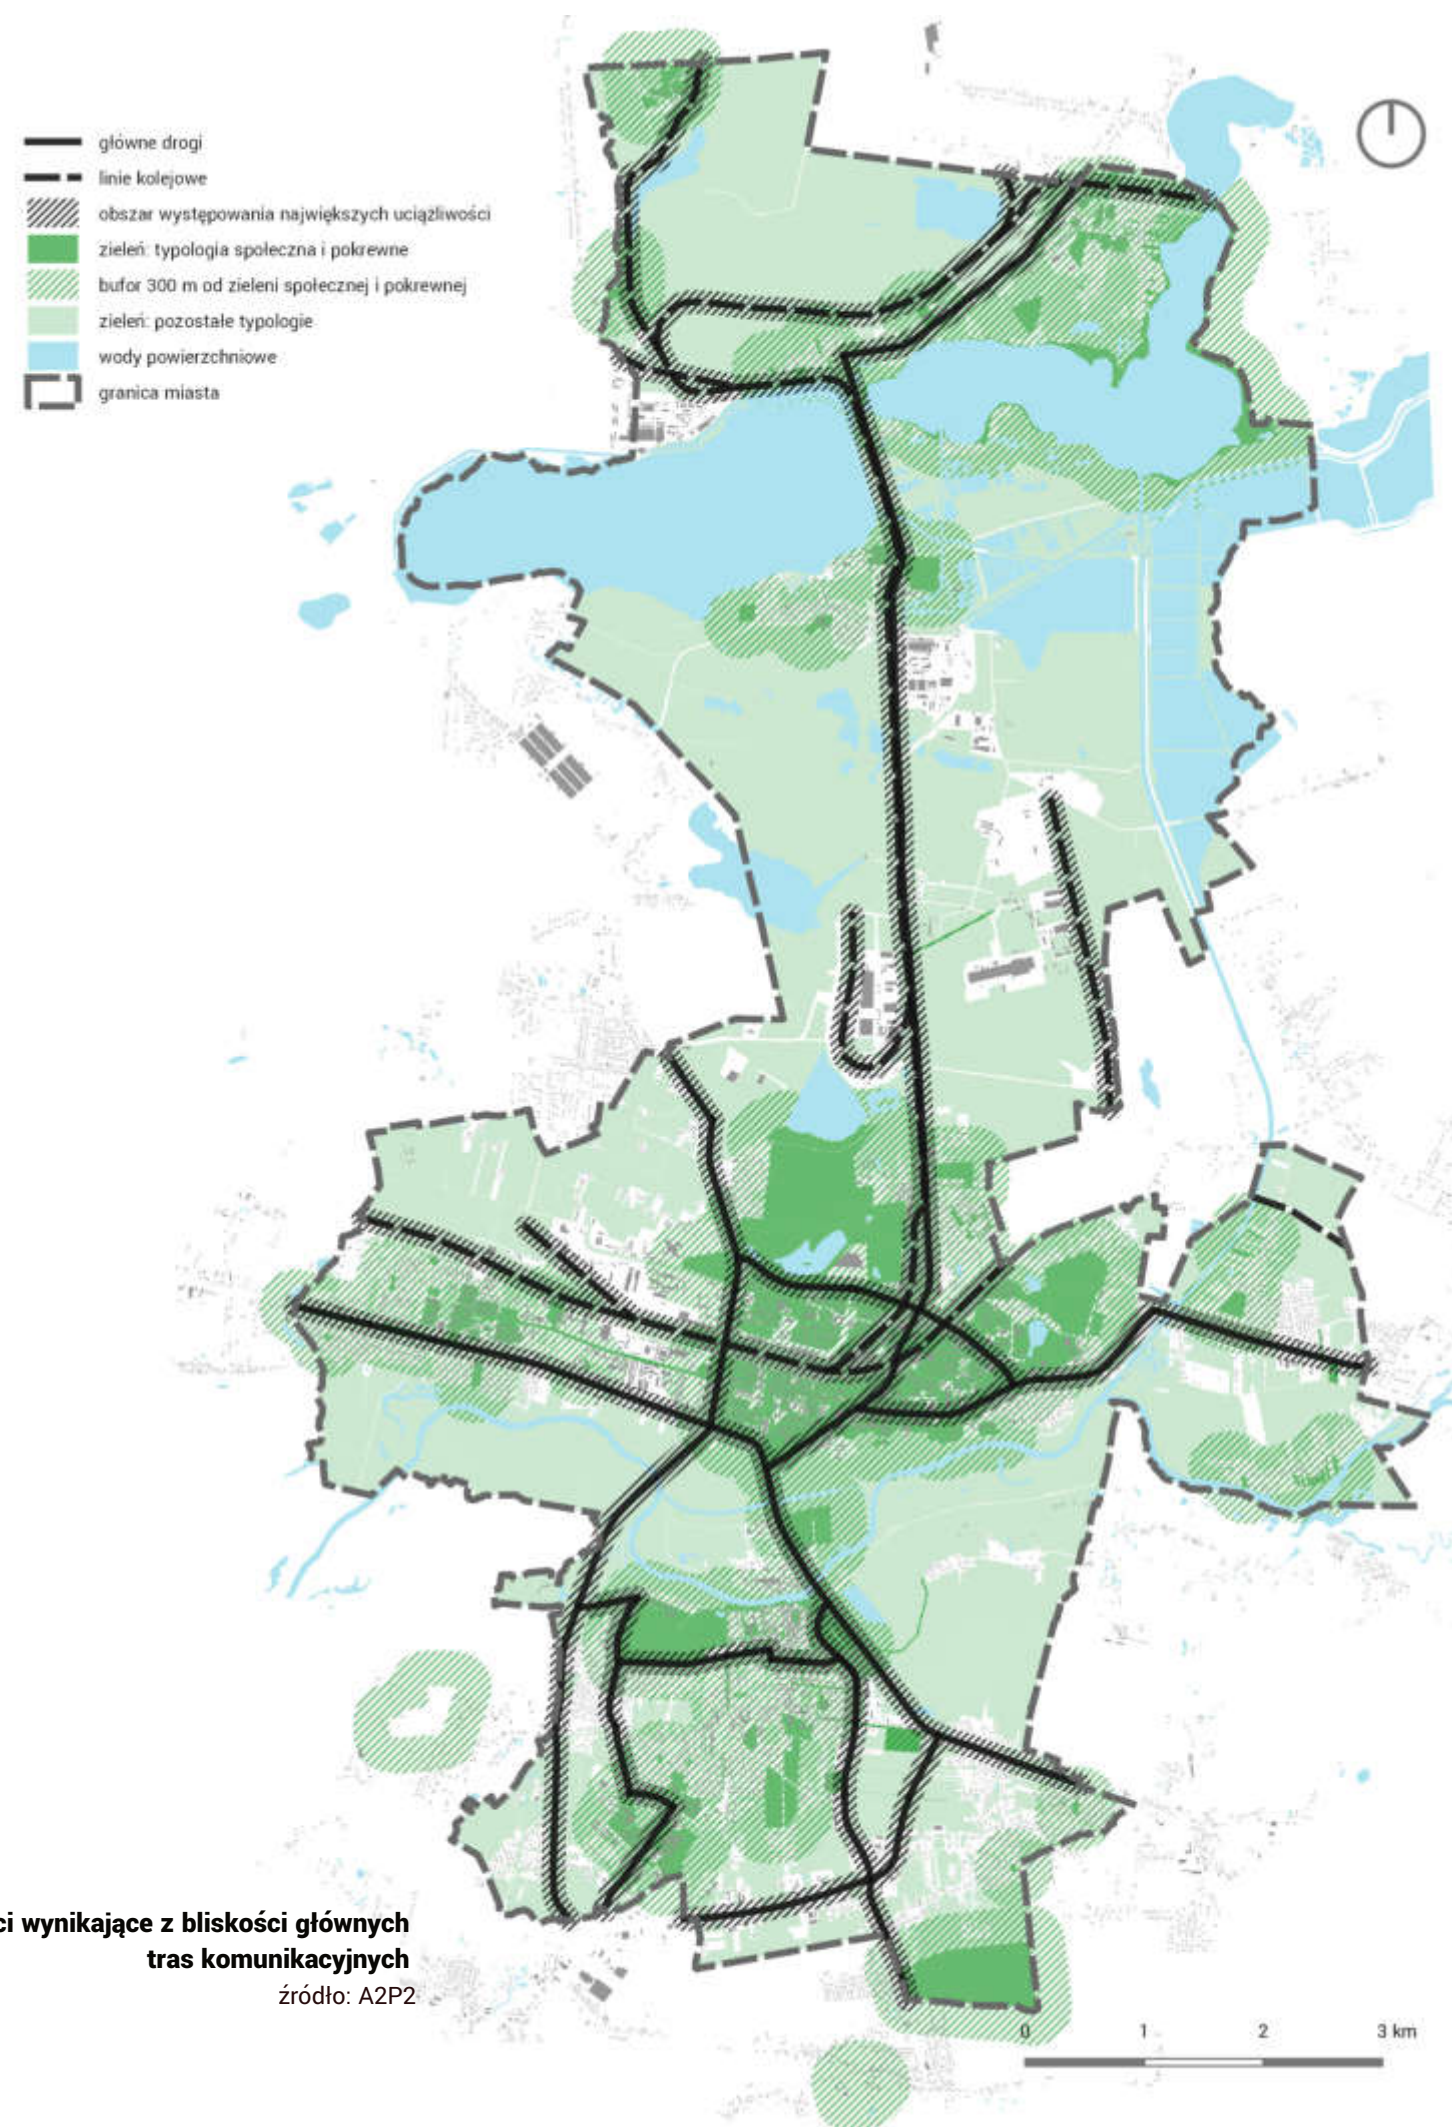 główne drogi
linie kolejowe
obszar występowania największych uciążliwości
zieleń: typologia społeczna i pokrewne
bufor 300 m od zieleni społecznej i pokrewnej
zieleń: pozostałe typologie
wody powierzchniowe
granica miasta
ci wynikające z bliskości głównych
tras komunikacyjnych
źródło: A2P2
0 1 2 3 km